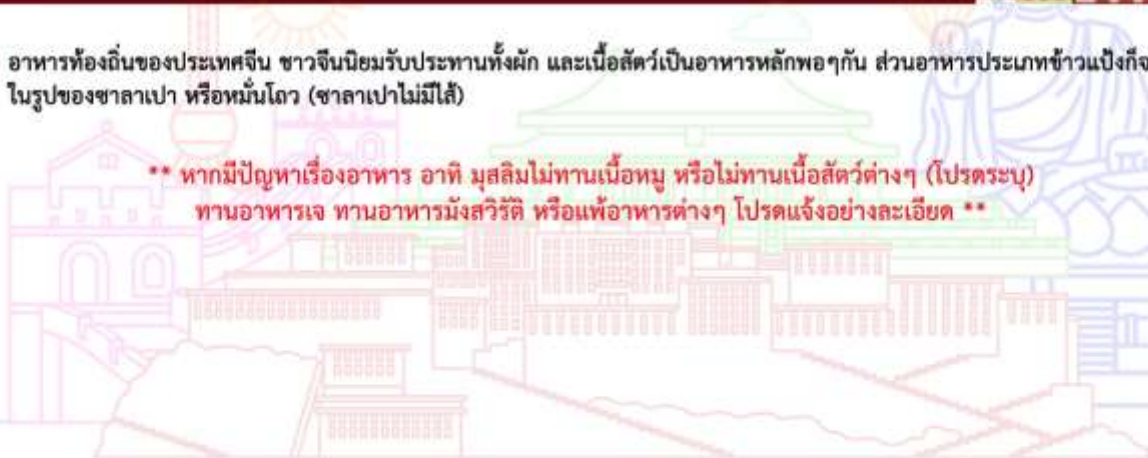 อาหารท้องถิ่นของประเทศจีน ชาวจีนนิยมรับประทานทั้งผัก และเนื้อสัตว์เป็นอาหารหลักพอๆกัน ส่วนอาหารประเภทข้าวแป้งก็จ
ในรูปของซาลาเปา หรือหมั่นโถว (ซาลาเปาไม่มีไส้)
** หากมีปัญหาเรื่องอาหาร อาทิ มุสลิมไม่ทานเนื้อหมู หรือไม่ทานเนื้อสัตว์ต่างๆ (โปรดระบุ)
ทานอาหารเจ ทานอาหารมังสวิรัติ หรือแพ้อาหารต่างๆ โปรดแจ้งอย่างละเอียด **